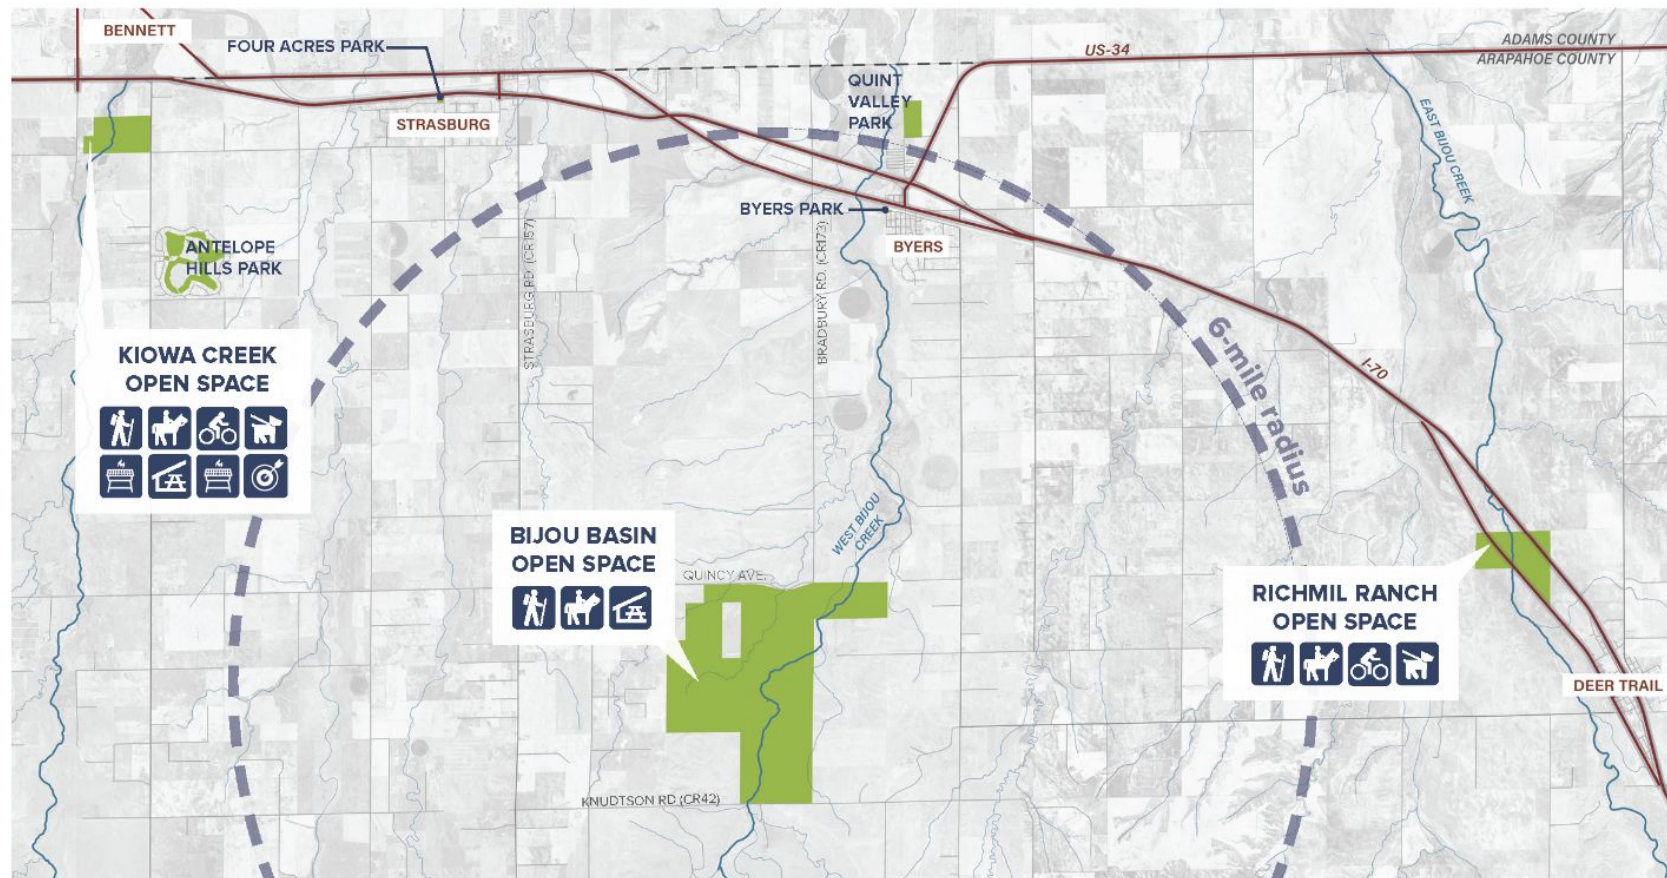 BENNETT
FOUR ACRES PARK
US-34
ADAMS COUNTY
ARAPAHOE COUNTY
QUINT
VALLEY
PARK
STRASBURG
EAST BIJOU CREEK
BYERS PARK
BYERS
ANTELOPE
HILLS PARK
STRASBURG RD (CR157)
BRADBURY RD. (CR173)
6-mile radius
I-70
KIOWA CREEK
OPEN SPACE
WEST BIJOU
CREEK
BIJOU BASIN
OPEN SPACE
QUINCY AVE.
RICHMIL RANCH
OPEN SPACE
DEER TRAIL
KNUDTSON RD (CR42)